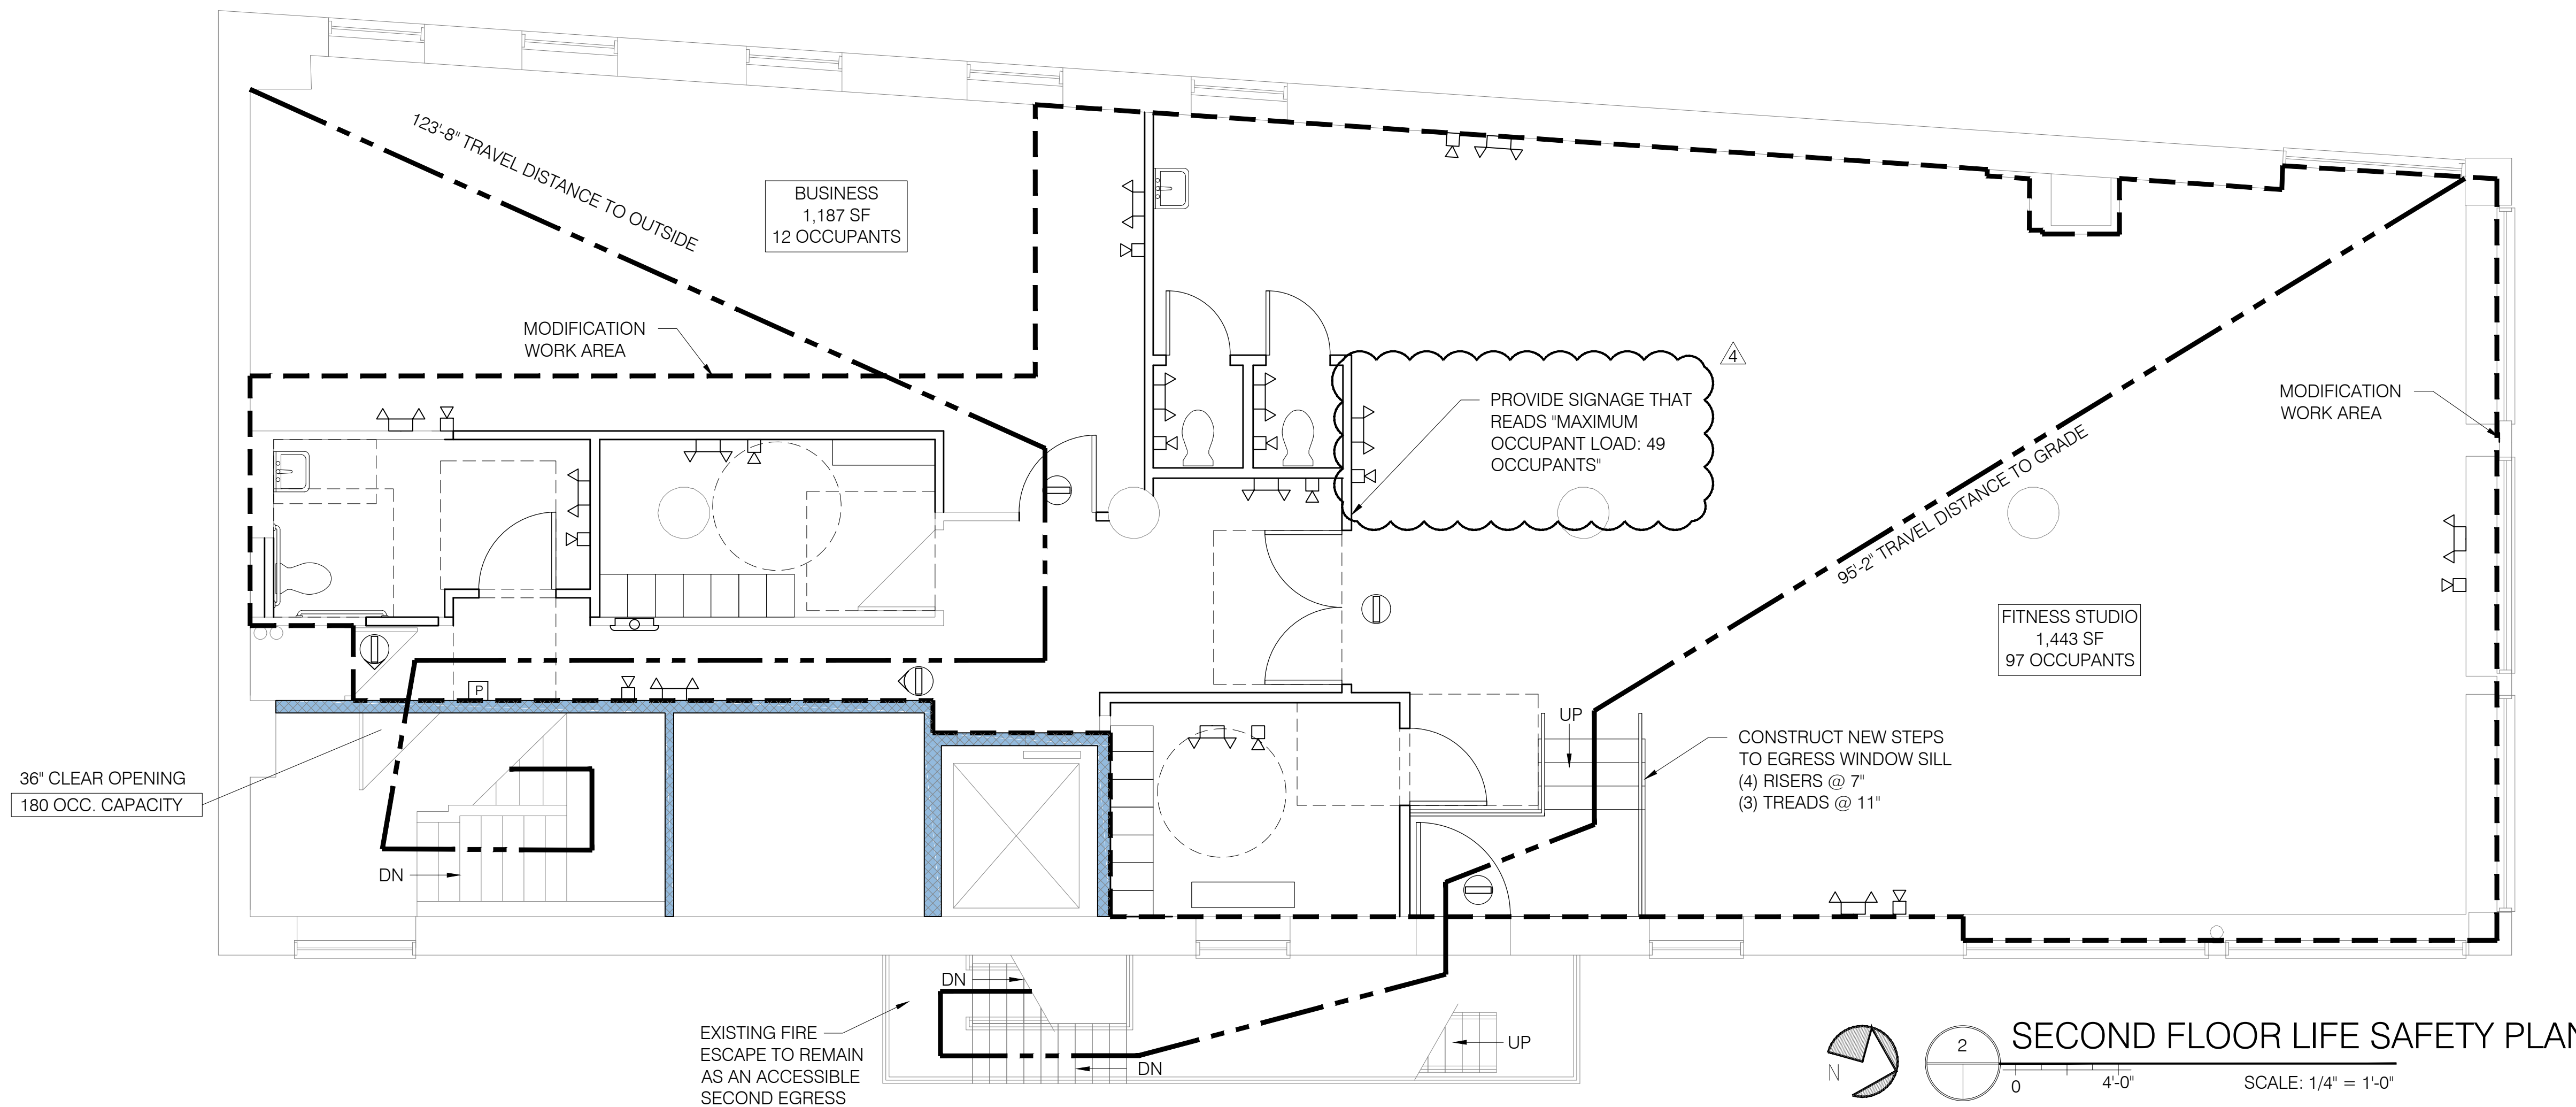 123'-8" TRAVEL DISTANCE TO OUTSIDE
BUSINESS
1,187 SF
12 OCCUPANTS
MODIFICATION
WORK AREA
4
PROVIDE SIGNAGE THAT
READS "MAXIMUM
OCCUPANT LOAD: 49
OCCUPANTS"
MODIFICATION
WORK AREA
95'-2" TRAVEL DISTANCE TO GRADE
FITNESS STUDIO
1,443 SF
97 OCCUPANTS
P
UP
CONSTRUCT NEW STEPS
TO EGRESS WINDOW SILL
(4) RISERS @ 7"
(3) TREADS @ 11"
36" CLEAR OPENING
180 OCC. CAPACITY
DN
DN
EXISTING FIRE
ESCAPE TO REMAIN
AS AN ACCESSIBLE
SECOND EGRESS
DN
UP
N
2
SECOND FLOOR LIFE SAFETY PLAN
0 4'-0"
SCALE: 1/4" = 1'-0"